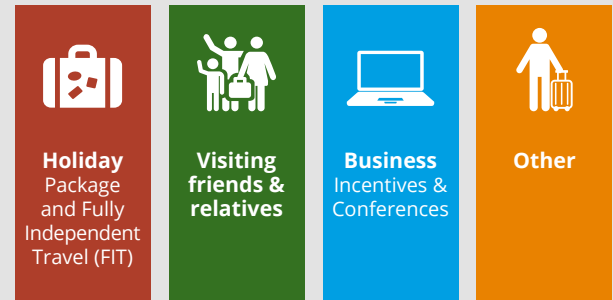 Holiday
Package
and Fully
Independent
Travel (FIT)
Visiting
friends &
relatives
Business
Incentives &
Conferences
Other